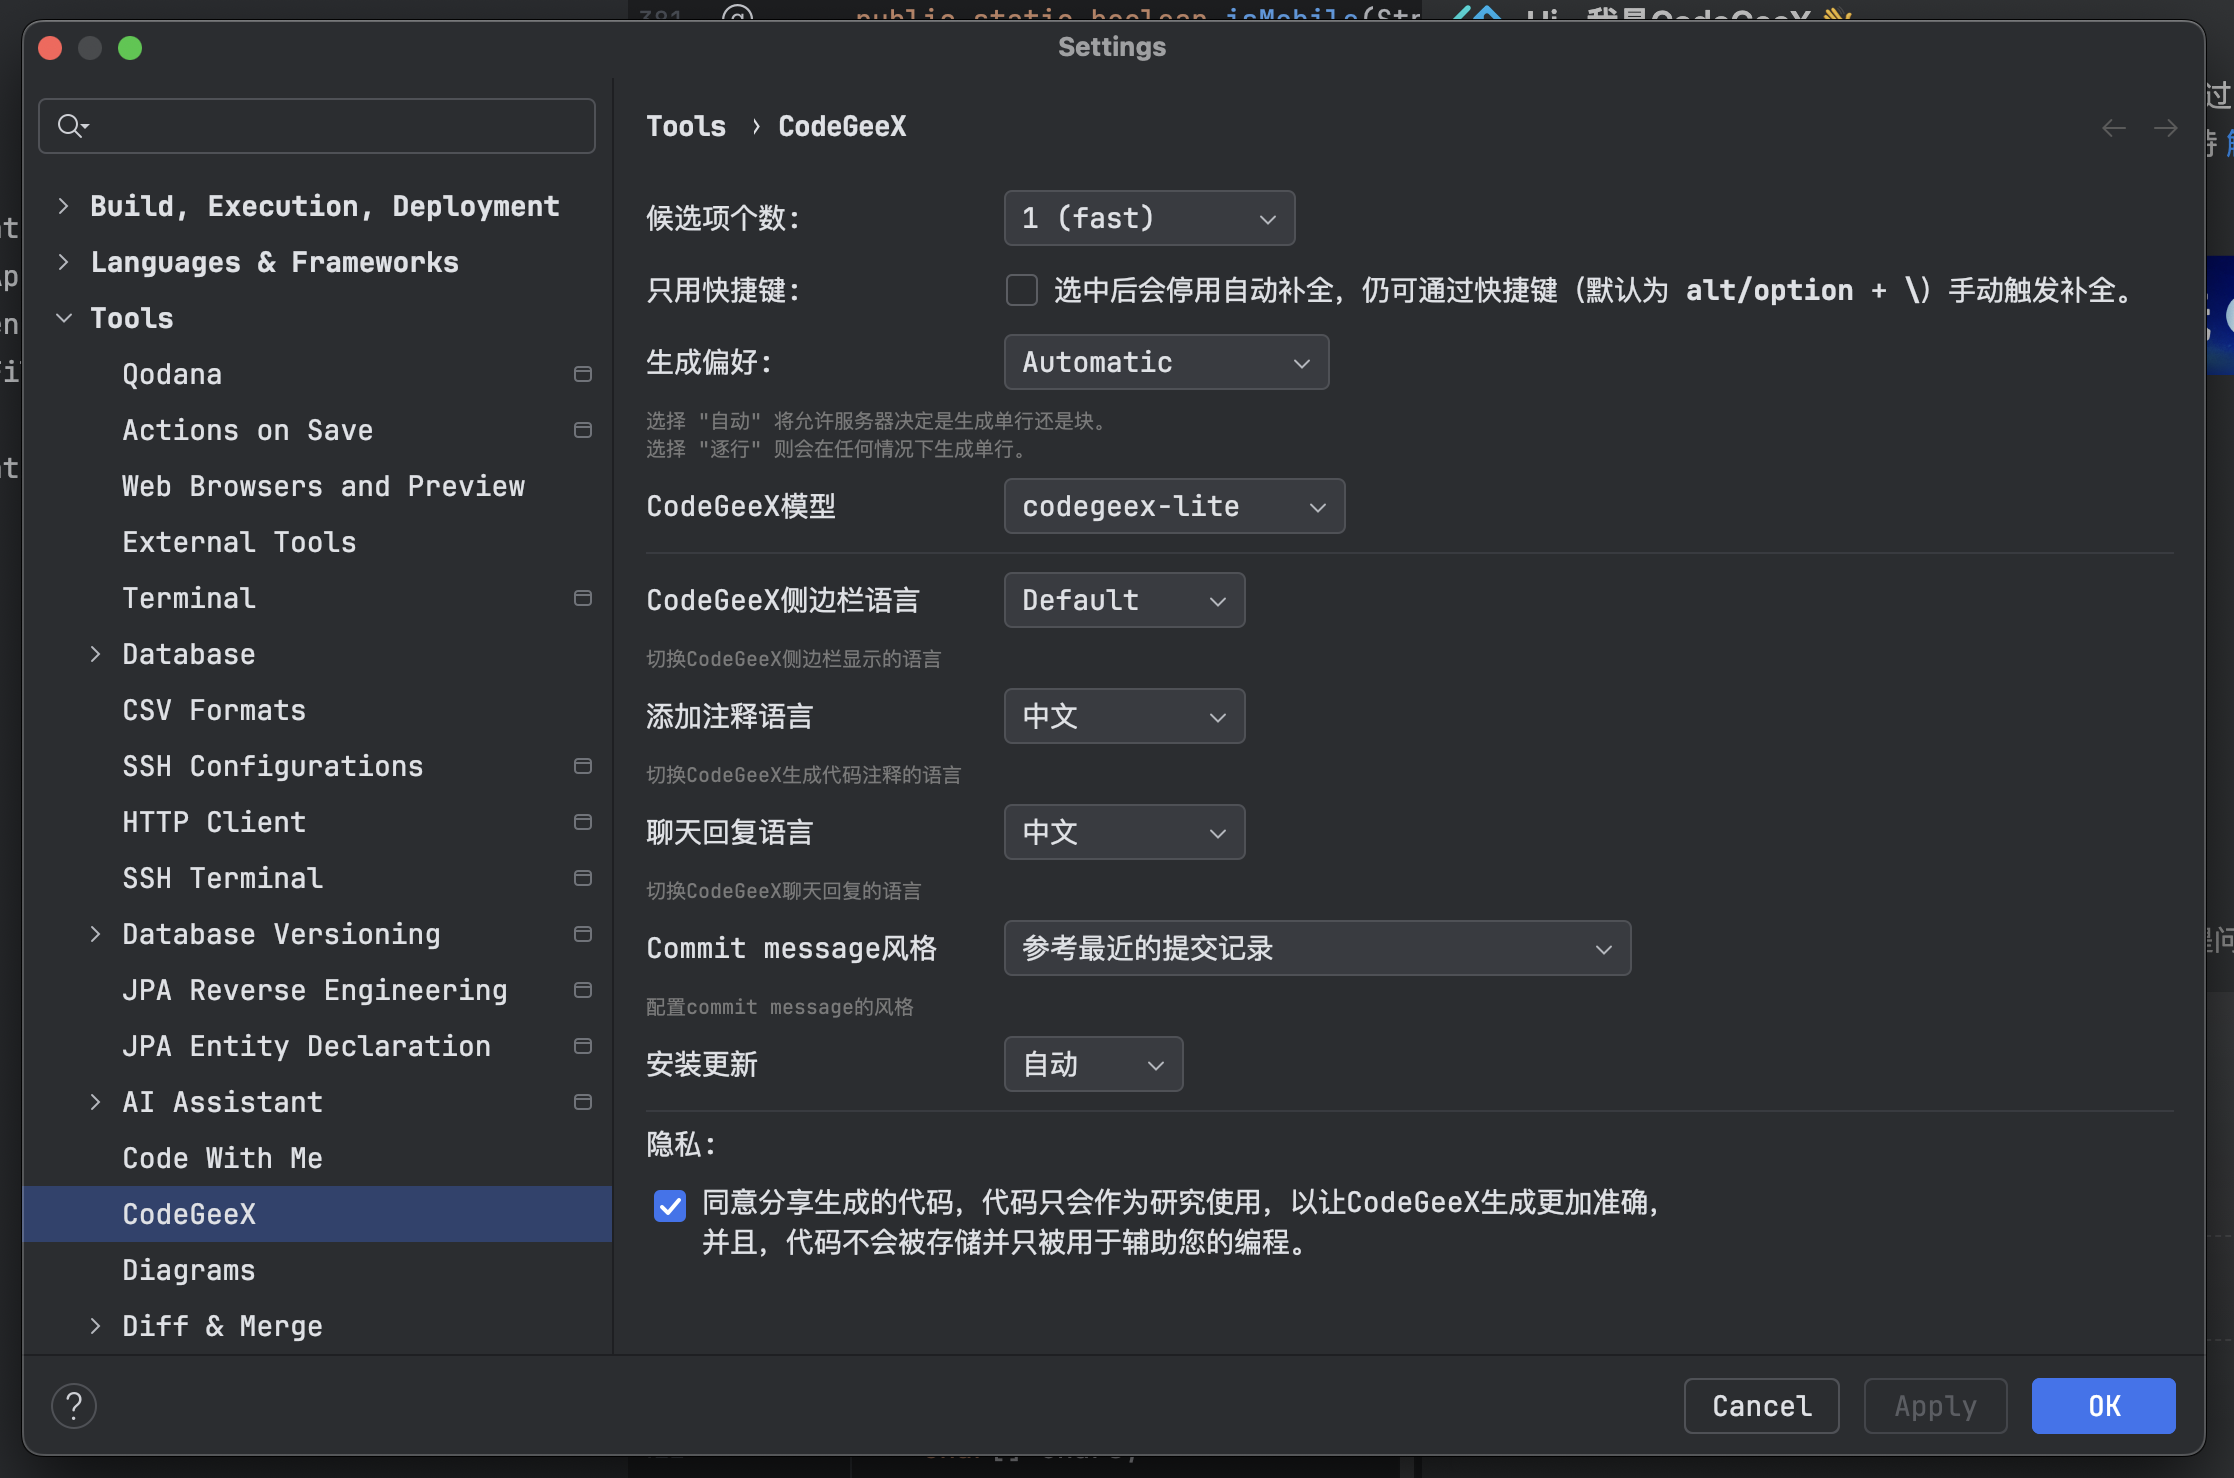 381
public static boolean isMobile(Str
Hi，我是CodeGeeX
Settings
Tools › CodeGeeX
Build, Execution, Deployment
Languages & Frameworks
Tools
Qodana
Actions on Save
Web Browsers and Preview
External Tools
Terminal
Database
CSV Formats
SSH Configurations
HTTP Client
SSH Terminal
Database Versioning
JPA Reverse Engineering
JPA Entity Declaration
AI Assistant
Code With Me
CodeGeeX
Diagrams
Diff & Merge
候选项个数：
1 (fast)
只用快捷键：
选中后会停用自动补全，仍可通过快捷键（默认为 alt/option + \）手动触发补全。
生成偏好：
Automatic
选择 "自动" 将允许服务器决定是生成单行还是块。
选择 "逐行" 则会在任何情况下生成单行。
CodeGeeX模型
codegeex-lite
CodeGeeX侧边栏语言
Default
切换CodeGeeX侧边栏显示的语言
添加注释语言
中文
切换CodeGeeX生成代码注释的语言
聊天回复语言
中文
切换CodeGeeX聊天回复的语言
Commit message风格
参考最近的提交记录
配置commit message的风格
安装更新
自动
隐私：
同意分享生成的代码，代码只会作为研究使用，以让CodeGeeX生成更加准确，
并且，代码不会被存储并只被用于辅助您的编程。
?
Cancel
Apply
OK